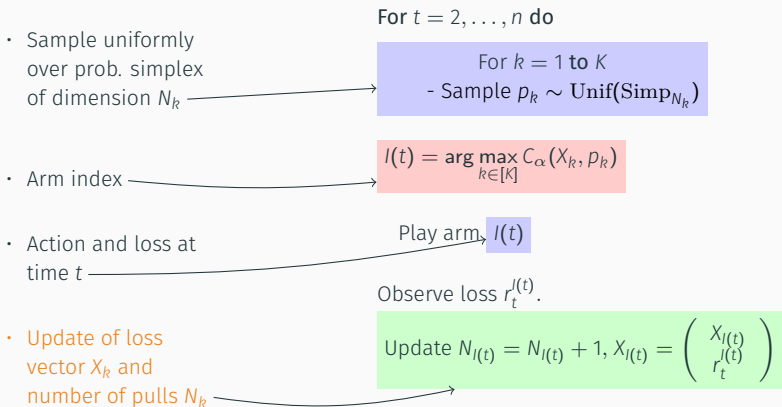 For t = 2, . . . , n do
• Sample uniformly
over prob. simplex
of dimension N_k
For k = 1 to K
- Sample p_k ∼ Unif(Simp_{N_k})
• Arm index
I(t) = arg max_{k∈[K]} C_α(X_k, p_k)
• Action and loss at
time t
Play arm I(t)
Observe loss r_t^{I(t)}.
• Update of loss
vector X_k and
number of pulls N_k
Update N_{I(t)} = N_{I(t)} + 1, X_{I(t)} = ( X_{I(t)} r_t^{I(t)} )